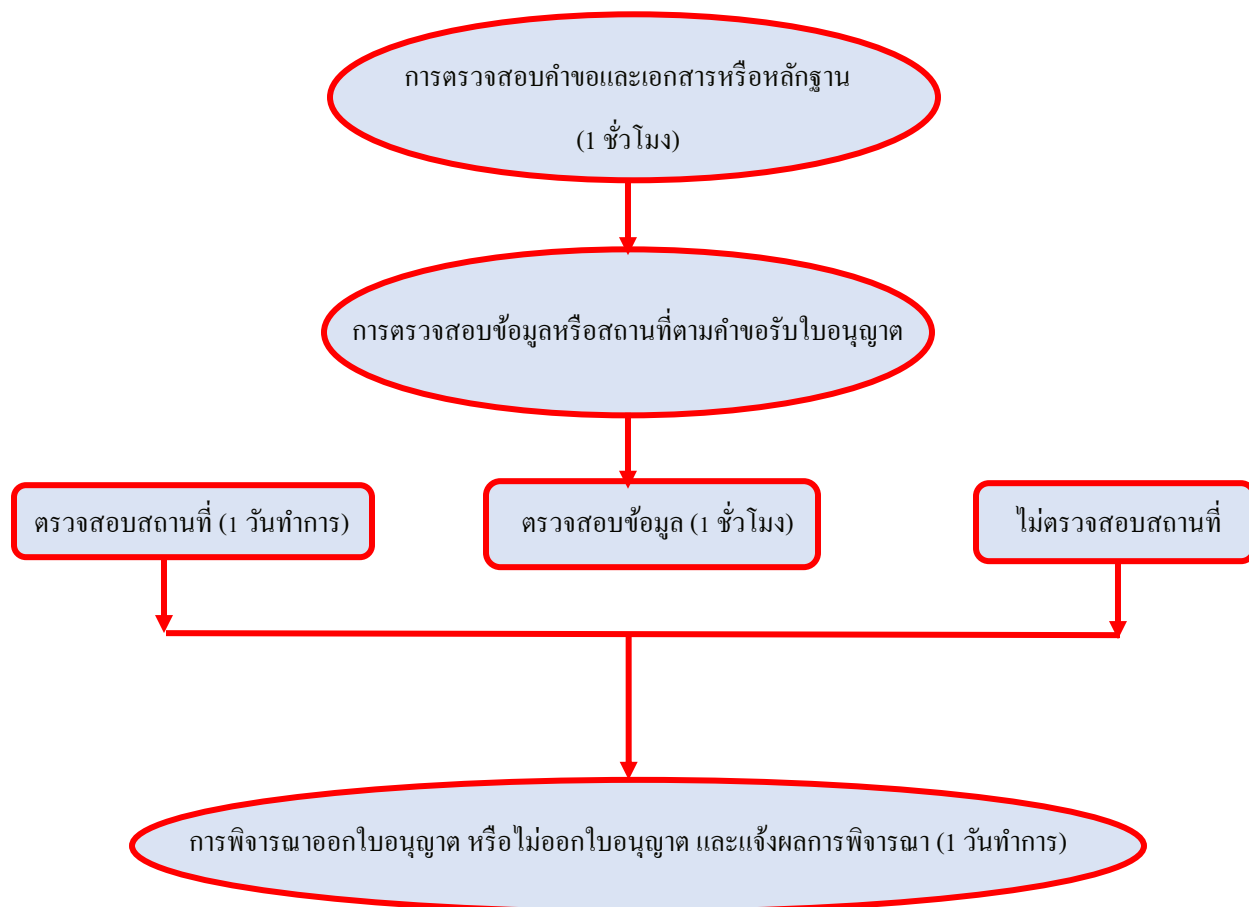 การตรวจสอบคำขอและเอกสารหรือหลักฐาน
(1 ชั่วโมง)
การตรวจสอบข้อมูลหรือสถานที่ตามคำขอรับใบอนุญาต
ตรวจสอบสถานที่ (1 วันทำการ)
ตรวจสอบข้อมูล (1 ชั่วโมง)
ไม่ตรวจสอบสถานที่
การพิจารณาออกใบอนุญาต หรือไม่ออกใบอนุญาต และแจ้งผลการพิจารณา (1 วันทำการ)